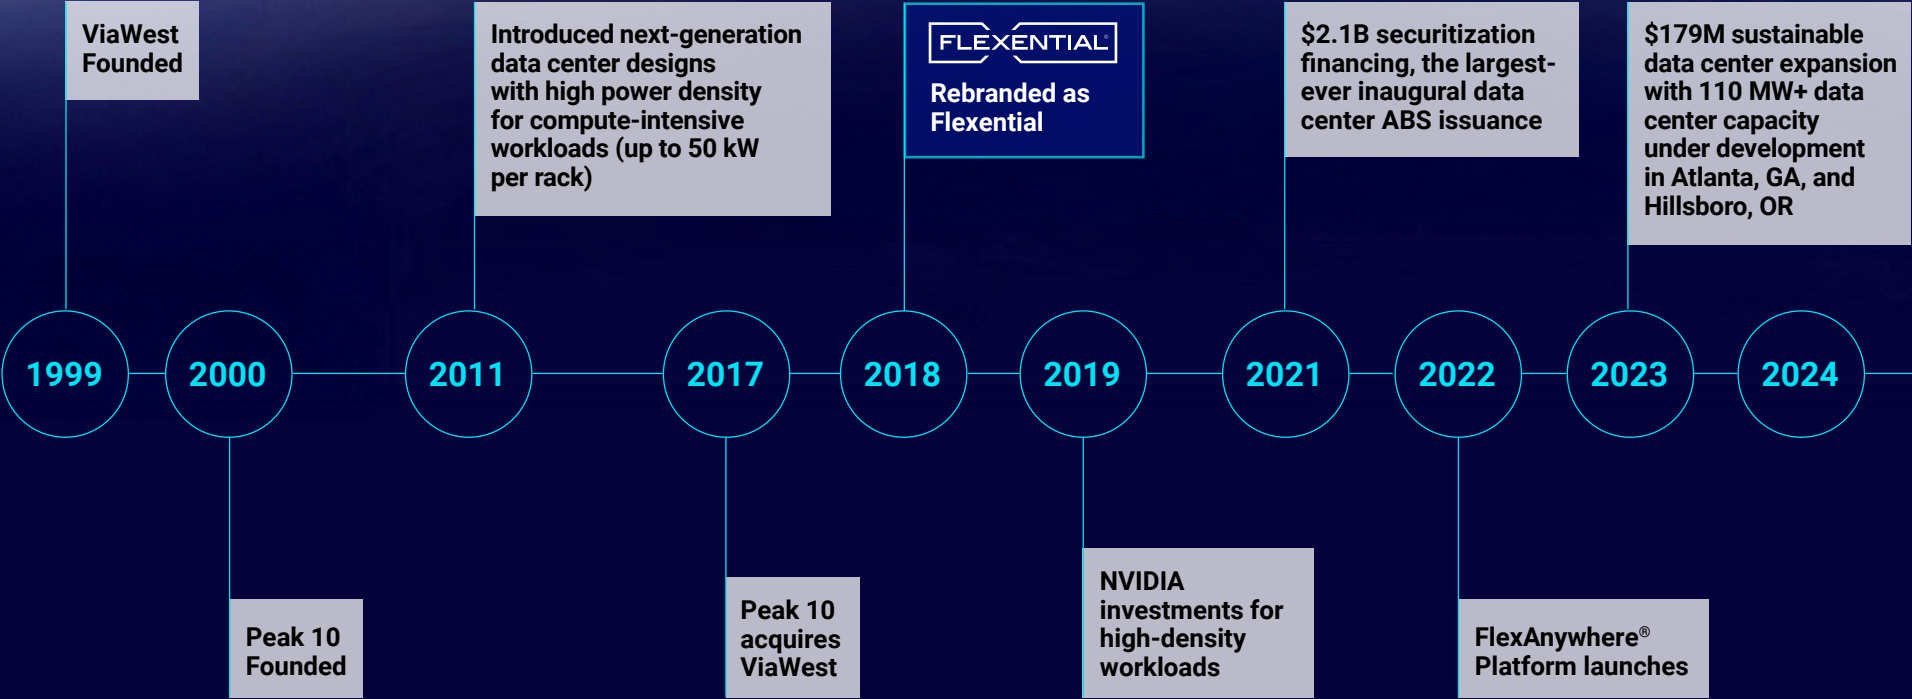 ViaWest
Founded
Introduced next-generation
data center designs
with high power density
for compute-intensive
workloads (up to 50 kW
per rack)
FLEXENTIAL®
Rebranded as
Flexential
$2.1B securitization
financing, the largest-
ever inaugural data
center ABS issuance
$179M sustainable
data center expansion
with 110 MW+ data
center capacity
under development
in Atlanta, GA, and
Hillsboro, OR
1999
2000
2011
2017
2018
2019
2021
2022
2023
2024
Peak 10
Founded
Peak 10
acquires
ViaWest
NVIDIA
investments for
high-density
workloads
FlexAnywhere®
Platform launches